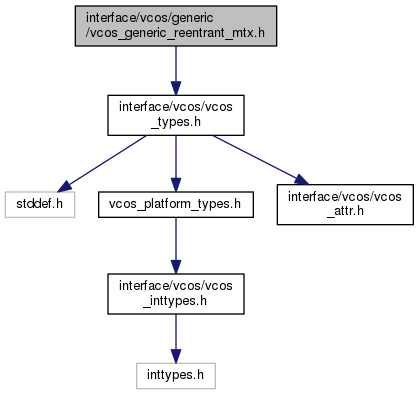 interface/vcos/generic
/vcos_generic_reentrant_mtx.h
interface/vcos/vcos
_types.h
stddef.h
vcos_platform_types.h
interface/vcos/vcos
_attr.h
interface/vcos/vcos
_inttypes.h
inttypes.h